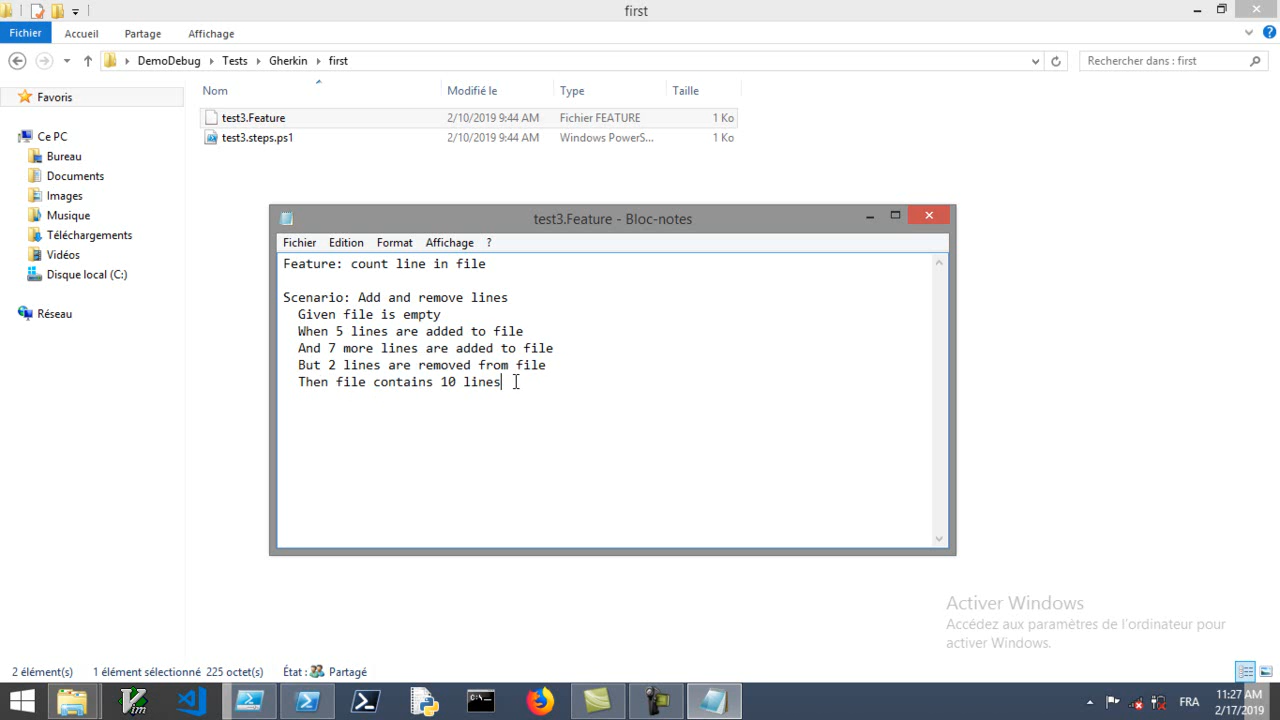 first
Fichier
Accueil
Partage
Affichage
DemoDebug
Tests
Gherkin
first
Rechercher dans : first
Favoris
Ce PC
Bureau
Documents
Images
Musique
Téléchargements
Vidéos
Disque local (C:)
Réseau
Nom
Modifié le
Type
Taille
test3.Feature
2/10/2019 9:44 AM
Fichier FEATURE
1 Ko
test3.steps.ps1
2/10/2019 9:44 AM
Windows PowerS...
1 Ko
test3.Feature - Bloc-notes
Fichier
Edition
Format
Affichage
?
Feature: count line in file
Scenario: Add and remove lines
Given file is empty
When 5 lines are added to file
And 7 more lines are added to file
But 2 lines are removed from file
Then file contains 10 lines
Activer Windows
Accédez aux paramètres de l'ordinateur pour
activer Windows.
2 élément(s)
1 élément sélectionné 225 octet(s)
État : Partagé
FRA
11:27 AM
2/17/2019